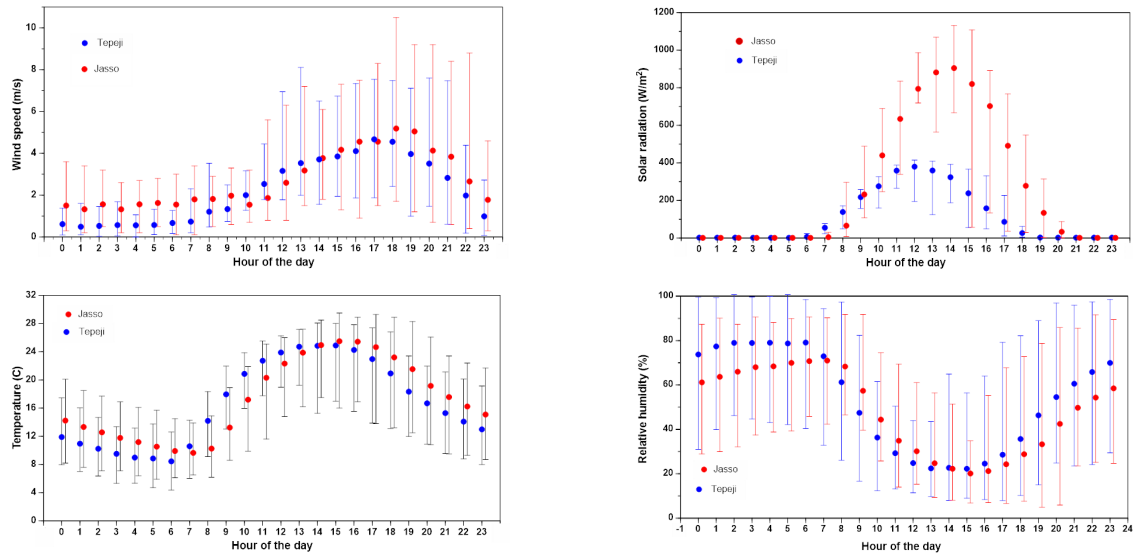 10
8
6
4
2
0
Wind speed (m/s)
Tepeji
Jasso
0 1 2 3 4 5 6 7 8 9 10 11 12 13 14 15 16 17 18 19 20 21 22 23
Hour of the day
1200
1000
800
600
400
200
0
Solar radiation (W/m²)
Jasso
Tepeji
0 1 2 3 4 5 6 7 8 9 10 11 12 13 14 15 16 17 18 19 20 21 22 23
Hour of the day
32
28
24
20
16
12
8
4
0
Temperature (C)
Jasso
Tepeji
0 1 2 3 4 5 6 7 8 9 10 11 12 13 14 15 16 17 18 19 20 21 22 23
Hour of the day
100
80
60
40
20
0
Relative humidity (%)
Jasso
Tepeji
-1 0 1 2 3 4 5 6 7 8 9 10 11 12 13 14 15 16 17 18 19 20 21 22 23 24
Hour of the day